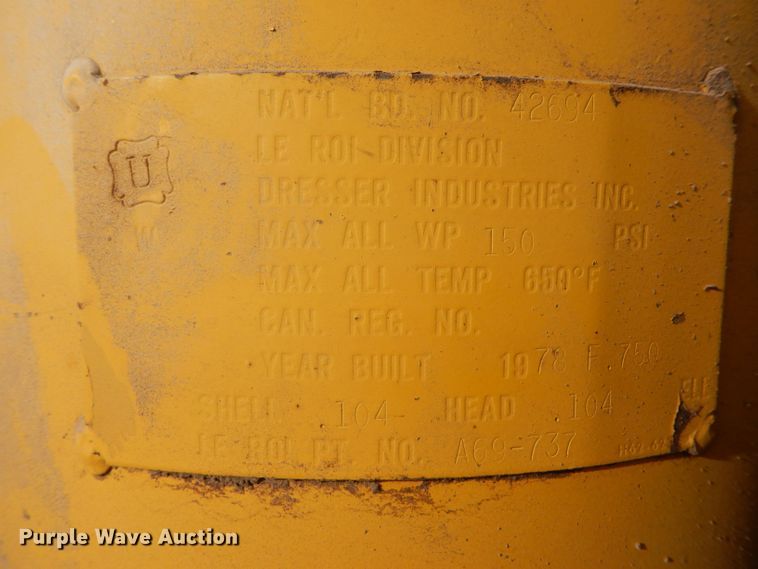 NAT'L BD. NO. 42694
U
LE ROI DIVISION
DRESSER INDUSTRIES INC.
W MAX ALL WP 150 PSI
MAX ALL TEMP 650°F
CAN. REG. NO.
YEAR BUILT 1978 F.750
SHELL .104- HEAD .104
LE ROI PT. NO. A69-737
Purple Wave Auction